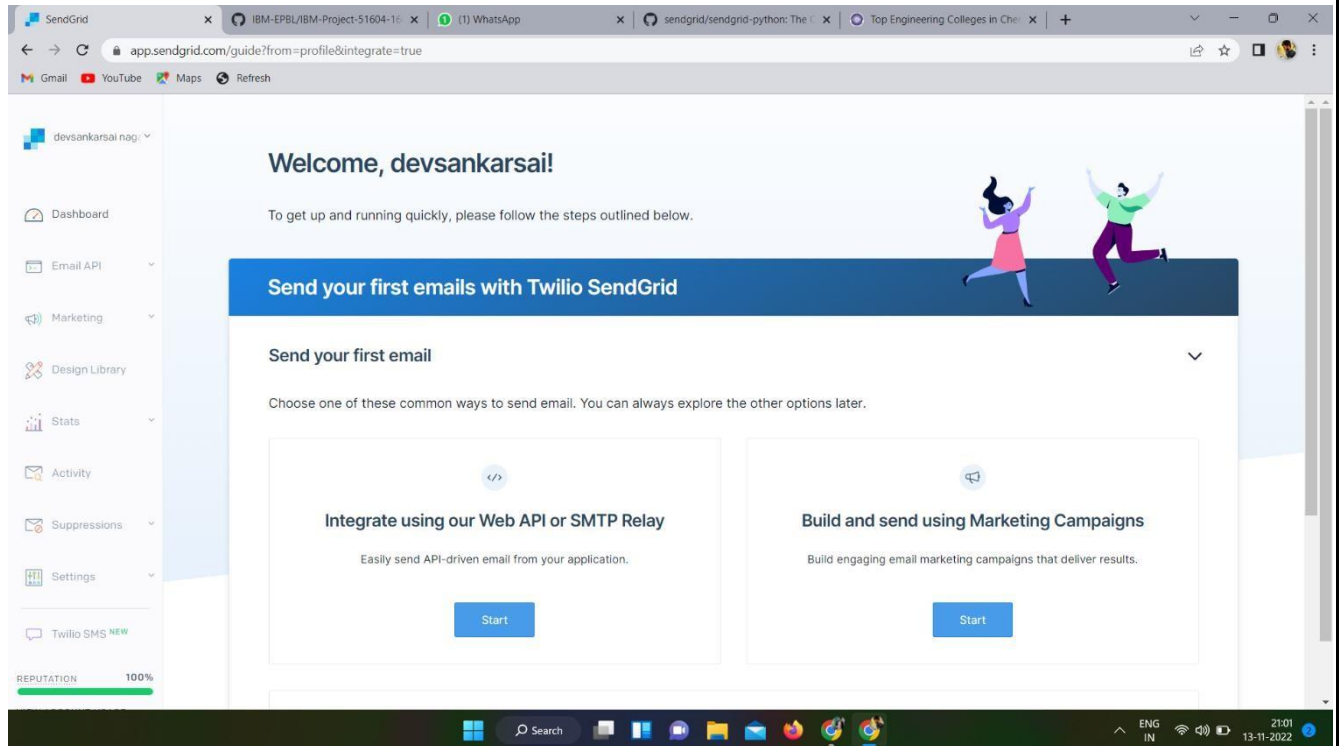 SendGrid
IBM-EPBL/IBM-Project-51604-16
(1) WhatsApp
sendgrid/sendgrid-python: The
Top Engineering Colleges in Che
app.sendgrid.com/guide?from=profile&integrate=true
Gmail YouTube Maps Refresh
devsankarsai
Welcome, devsankarsai!
Dashboard
To get up and running quickly, please follow the steps outlined below.
Email API
Send your first emails with Twilio SendGrid
Marketing
Send your first email
Design Library
Choose one of these common ways to send email. You can always explore the other options later.
Stats
Activity
Integrate using our Web API or SMTP Relay
Build and send using Marketing Campaigns
Suppressions
Easily send API-driven email from your application.
Build engaging email marketing campaigns that deliver results.
Settings
Start
Start
Twilio SMS NEW
REPUTATION 100%
Search
ENG
IN
21:01
13-11-2022
2